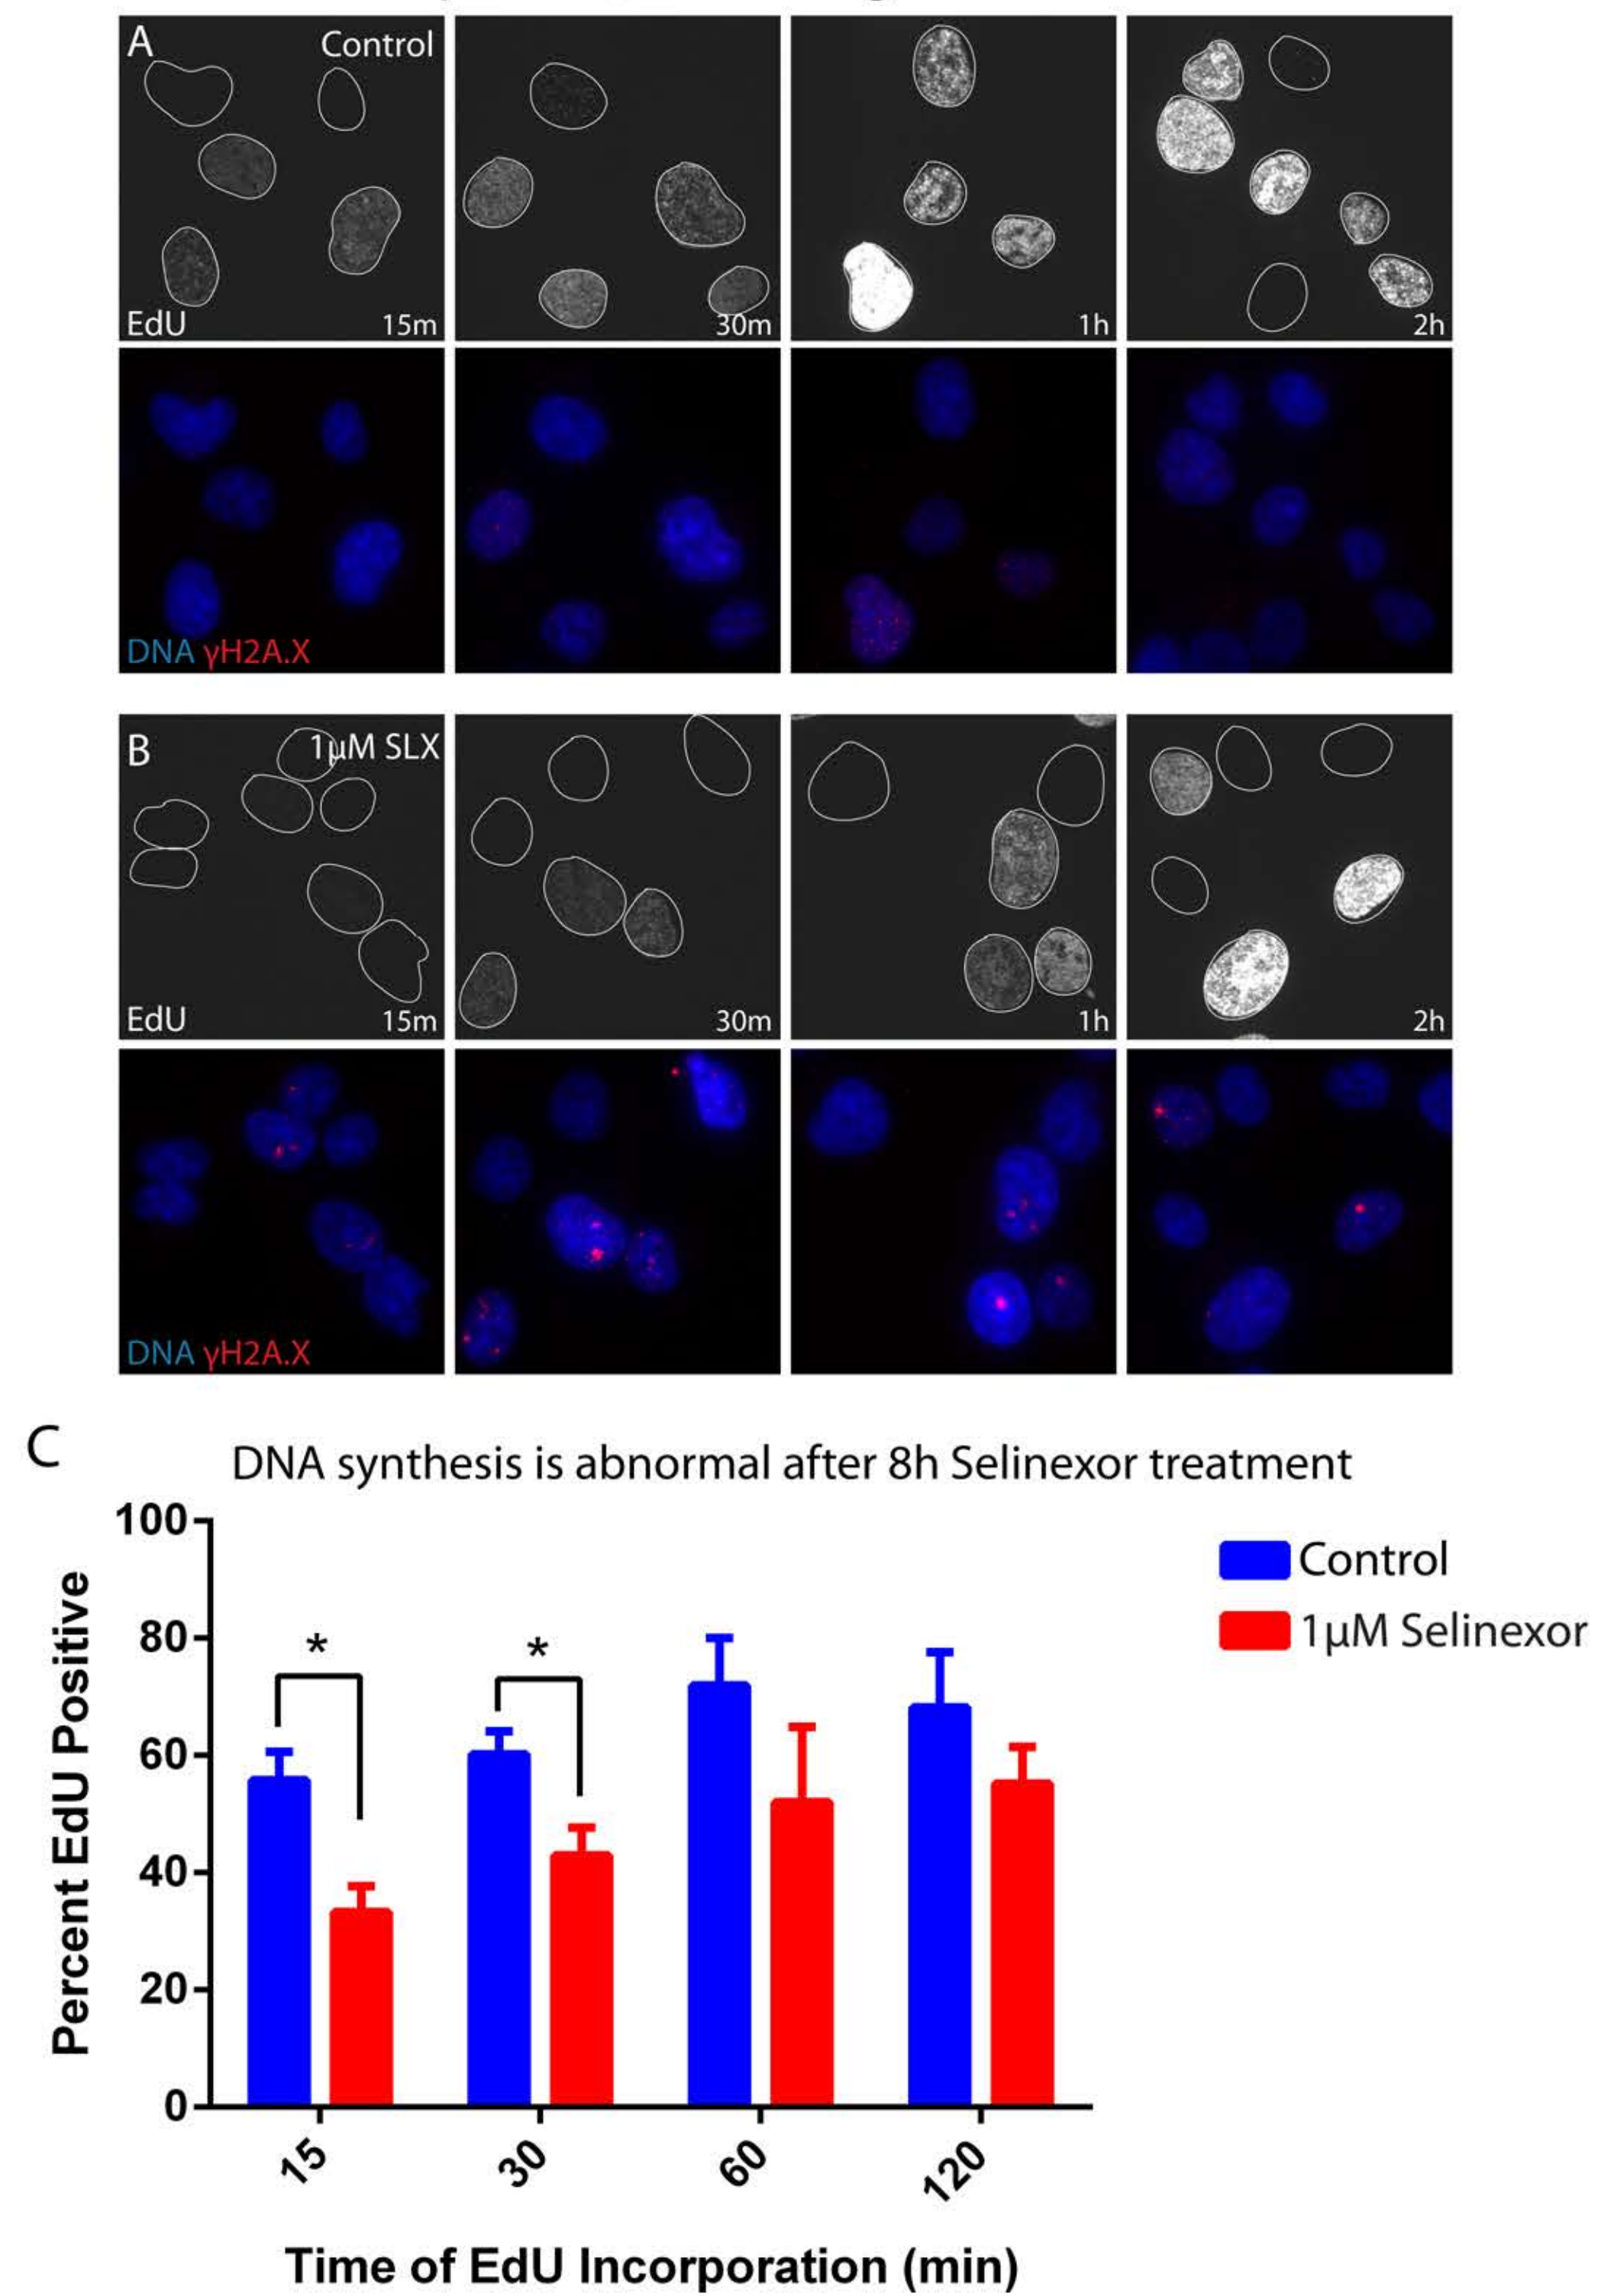 A
Control
EdU
15m
30m
1h
2h
DNA γH2A.X
B
1μM SLX
EdU
15m
30m
1h
2h
DNA γH2A.X
C
DNA synthesis is abnormal after 8h Selinexor treatment
100
80
60
40
20
0
Percent EdU Positive
*
*
Control
1μM Selinexor
15
30
60
120
Time of EdU Incorporation (min)